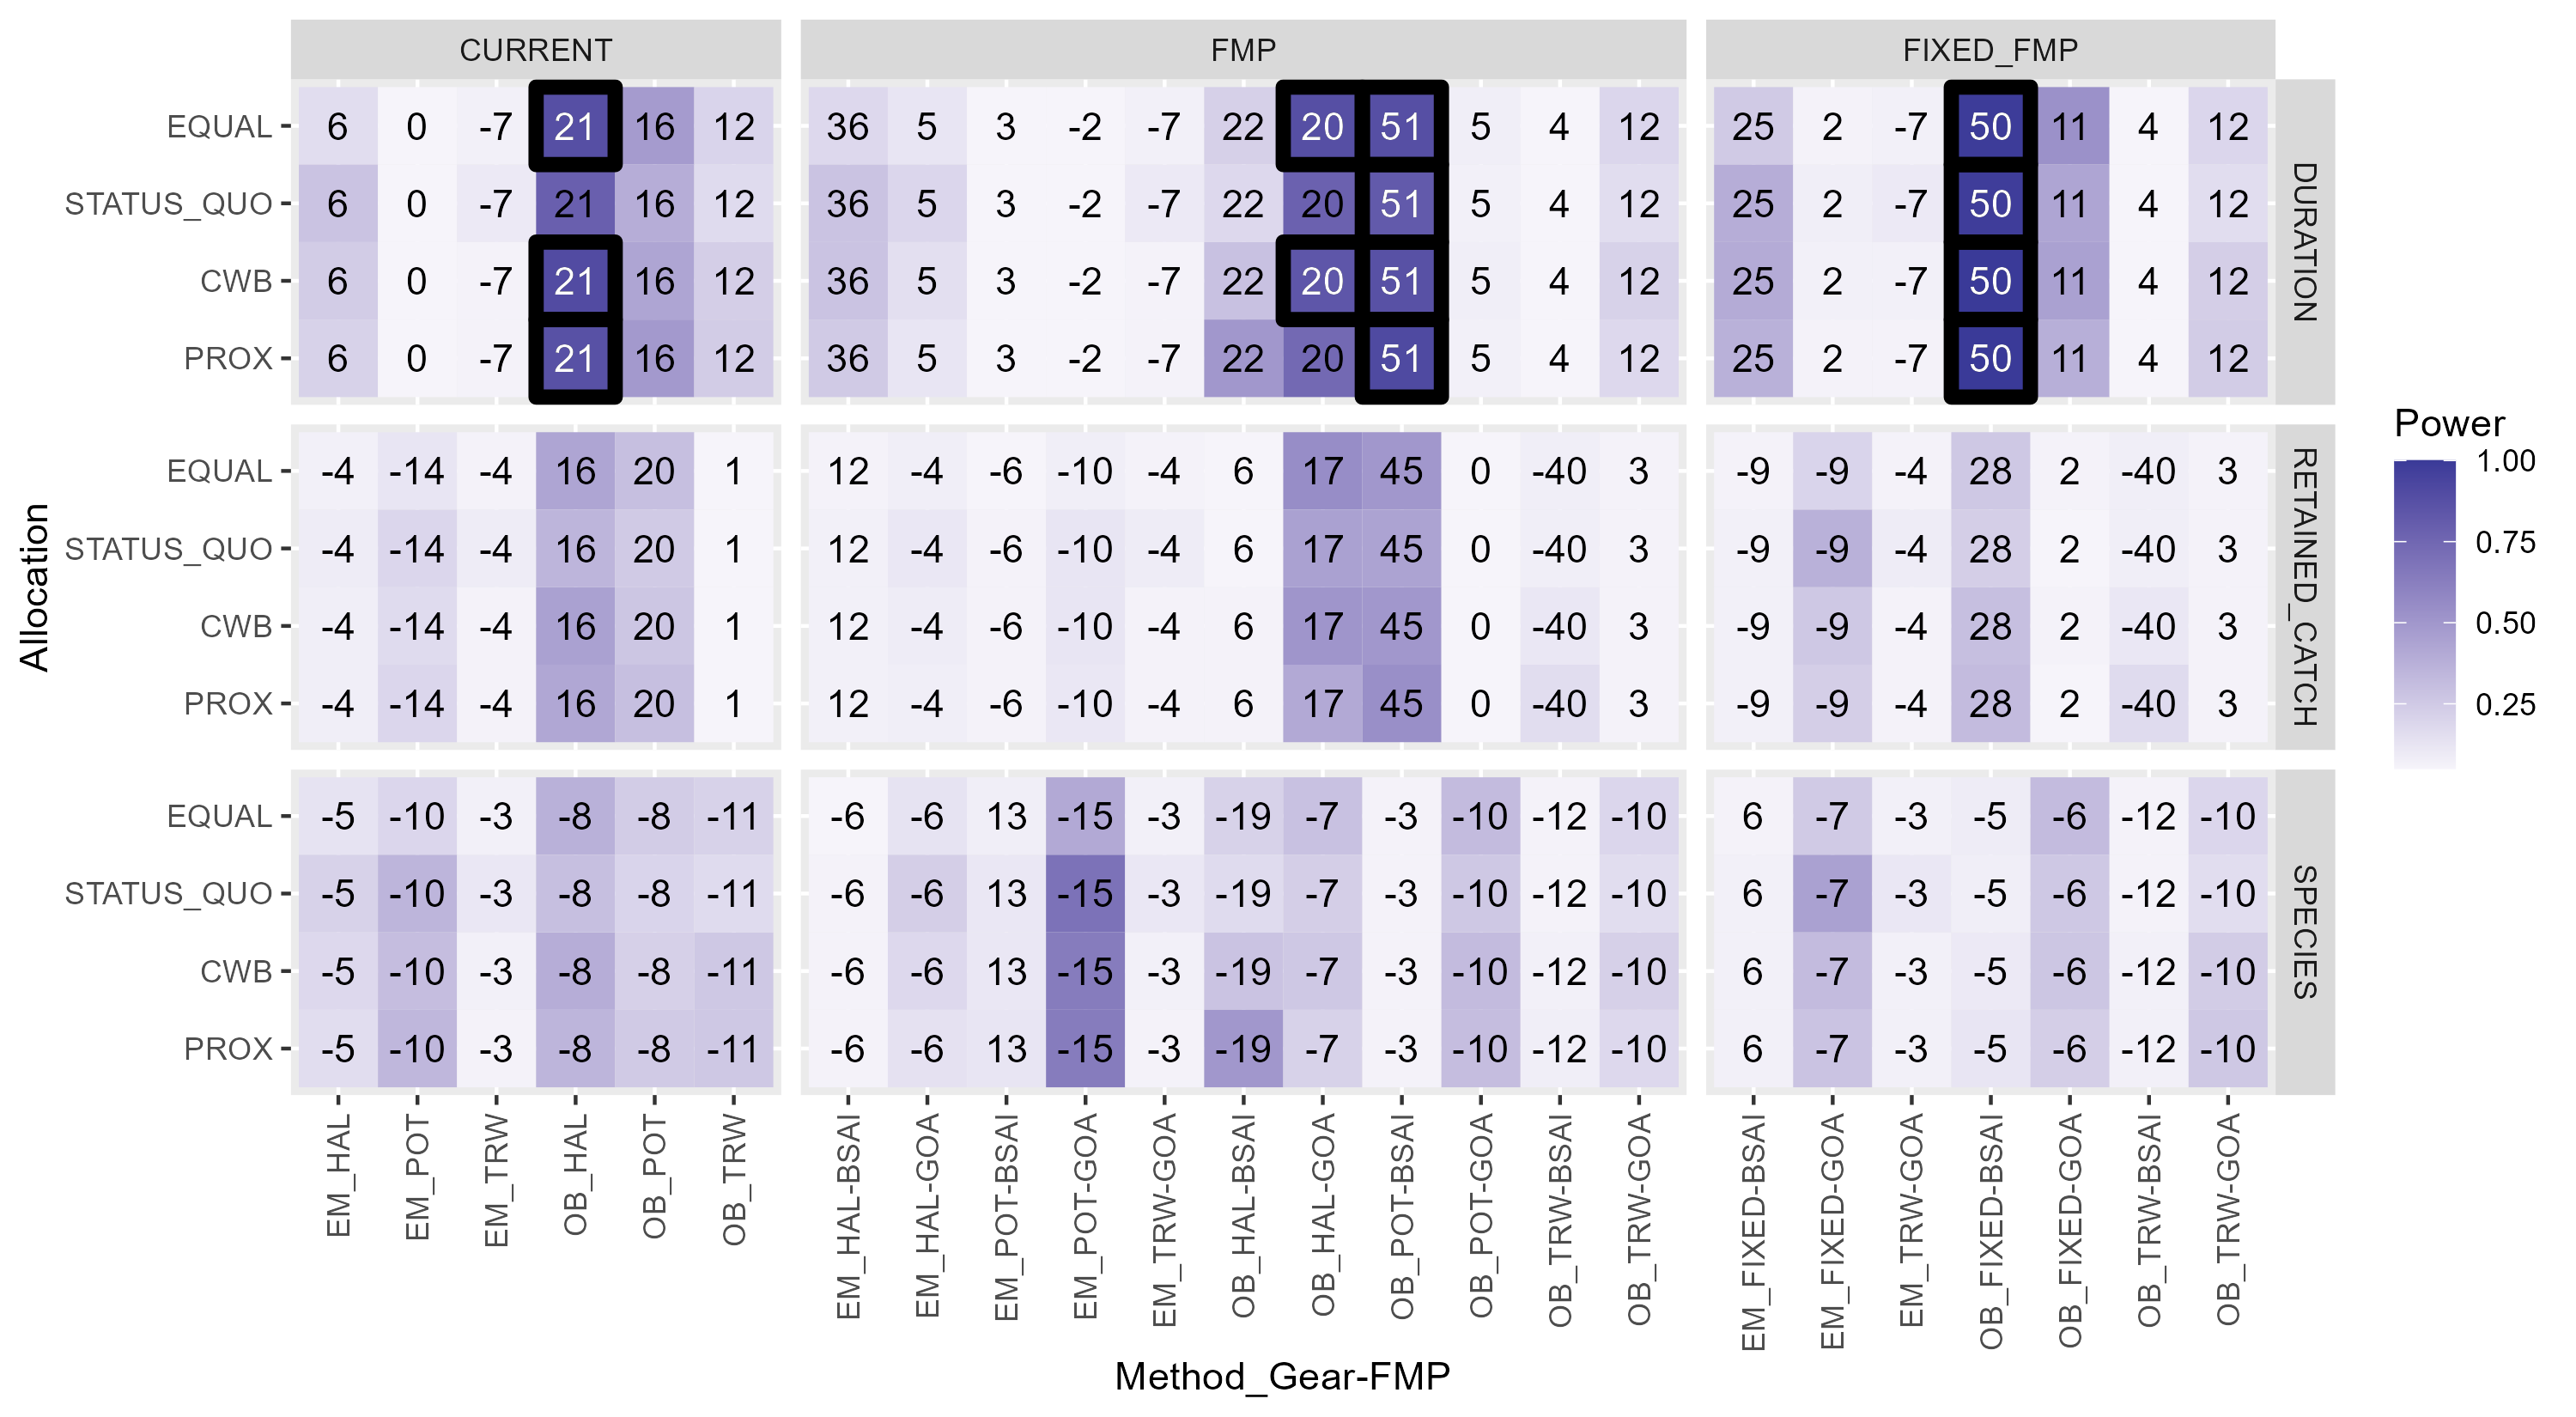 CURRENT FMP FIXED_FMP
EQUAL 6 0 -7 21 16 12 36 5 3 -2 -7 22 20 51 5 4 12 25 2 -7 50 11 4 12
STATUS_QUO 6 0 -7 21 16 12 36 5 3 -2 -7 22 20 51 5 4 12 25 2 -7 50 11 4 12
CWB 6 0 -7 21 16 12 36 5 3 -2 -7 22 20 51 5 4 12 25 2 -7 50 11 4 12
PROX 6 0 -7 21 16 12 36 5 3 -2 -7 22 20 51 5 4 12 25 2 -7 50 11 4 12
DURATION
EQUAL -4 -14 -4 16 20 1 12 -4 -6 -10 -4 6 17 45 0 -40 3 -9 -9 -4 28 2 -40 3
STATUS_QUO -4 -14 -4 16 20 1 12 -4 -6 -10 -4 6 17 45 0 -40 3 -9 -9 -4 28 2 -40 3
CWB -4 -14 -4 16 20 1 12 -4 -6 -10 -4 6 17 45 0 -40 3 -9 -9 -4 28 2 -40 3
PROX -4 -14 -4 16 20 1 12 -4 -6 -10 -4 6 17 45 0 -40 3 -9 -9 -4 28 2 -40 3
RETAINED_CATCH
EQUAL -5 -10 -3 -8 -8 -11 -6 -6 13 -15 -3 -19 -7 -3 -10 -12 -10 6 -7 -3 -5 -6 -12 -10
STATUS_QUO -5 -10 -3 -8 -8 -11 -6 -6 13 -15 -3 -19 -7 -3 -10 -12 -10 6 -7 -3 -5 -6 -12 -10
CWB -5 -10 -3 -8 -8 -11 -6 -6 13 -15 -3 -19 -7 -3 -10 -12 -10 6 -7 -3 -5 -6 -12 -10
PROX -5 -10 -3 -8 -8 -11 -6 -6 13 -15 -3 -19 -7 -3 -10 -12 -10 6 -7 -3 -5 -6 -12 -10
SPECIES
Allocation
EM_HAL
EM_POT
EM_TRW
OB_HAL
OB_POT
OB_TRW
EM_HAL-BSAI
EM_HAL-GOA
EM_POT-BSAI
EM_POT-GOA
EM_TRW-GOA
OB_HAL-BSAI
OB_HAL-GOA
OB_POT-BSAI
OB_POT-GOA
OB_TRW-BSAI
OB_TRW-GOA
EM_FIXED-BSAI
EM_FIXED-GOA
EM_TRW-GOA
OB_FIXED-BSAI
OB_FIXED-GOA
OB_TRW-BSAI
OB_TRW-GOA
Method_Gear-FMP
Power
1.00
0.75
0.50
0.25